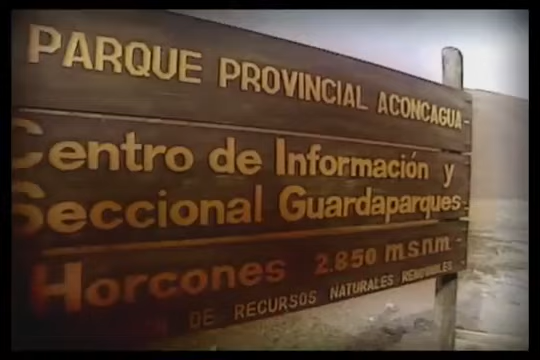 PARQUE PROVINCIAL ACONCAGUA-
Centro de Información y
Seccional Guardaparques-
Horcones 2.850 m.s.n.m.-
DE RECURSOS NATURALES RENOVABLES-